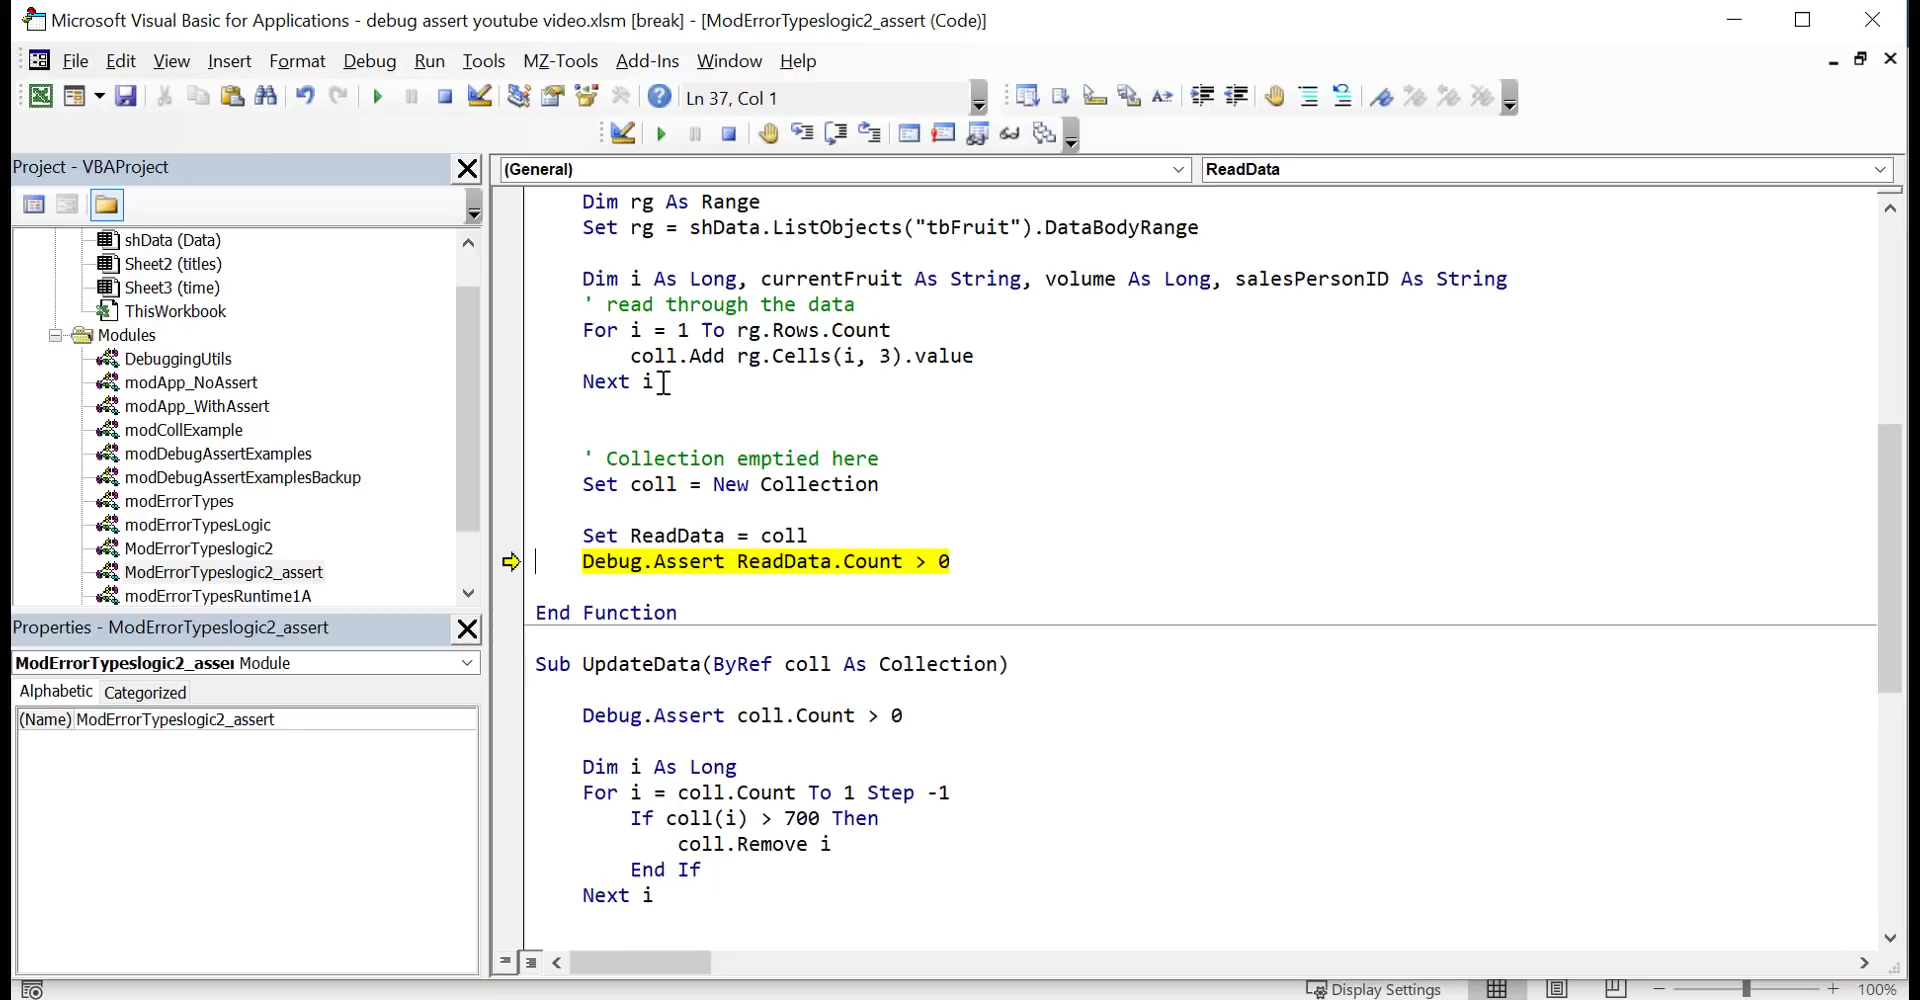 Microsoft Visual Basic for Applications - debug assert youtube video.xlsm [break] - [ModErrorTypeslogic2_assert (Code)]
File Edit View Insert Format Debug Run Tools MZ-Tools Add-Ins Window Help
Ln 37, Col 1
Project - VBAProject
shData (Data)
Sheet2 (titles)
Sheet3 (time)
ThisWorkbook
Modules
DebuggingUtils
modApp_NoAssert
modApp_WithAssert
modCollExample
modDebugAssertExamples
modDebugAssertExamplesBackup
modErrorTypes
modErrorTypesLogic
ModErrorTypeslogic2
ModErrorTypeslogic2_assert
modErrorTypesRuntime1A
Properties - ModErrorTypeslogic2_assert
ModErrorTypeslogic2_asser Module
Alphabetic Categorized
(Name) ModErrorTypeslogic2_assert
(General) ReadData
Dim rg As Range
Set rg = shData.ListObjects("tbFruit").DataBodyRange
Dim i As Long, currentFruit As String, volume As Long, salesPersonID As String
' read through the data
For i = 1 To rg.Rows.Count
coll.Add rg.Cells(i, 3).value
Next i
' Collection emptied here
Set coll = New Collection
Set ReadData = coll
Debug.Assert ReadData.Count > 0
End Function
Sub UpdateData(ByRef coll As Collection)
Debug.Assert coll.Count > 0
Dim i As Long
For i = coll.Count To 1 Step -1
If coll(i) > 700 Then
coll.Remove i
End If
Next i
Display Settings 100%